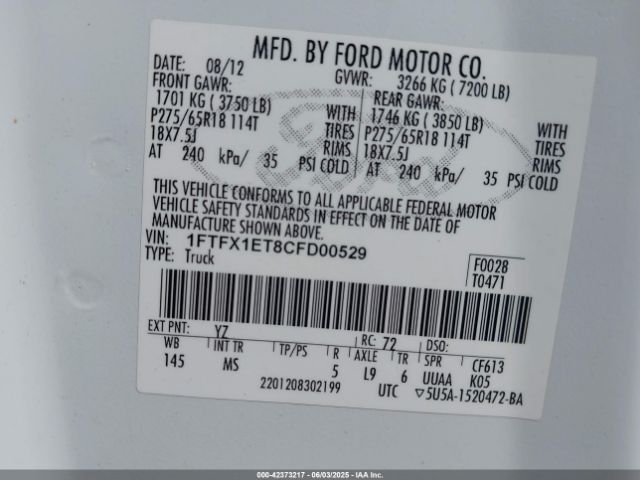 MFD. BY FORD MOTOR CO.
DATE: 08/12 GVWR: 3266 KG ( 7200 LB)
FRONT GAWR: REAR GAWR:
1701 KG ( 3750 LB) WITH 1746 KG ( 3850 LB) WITH
P275/65R18 114T TIRES P275/65R18 114T TIRES
18X7.5J RIMS 18X7.5J RIMS
AT 240 kPa/ 35 PSI COLD AT 240 kPa/ 35 PSI COLD
THIS VEHICLE CONFORMS TO ALL APPLICABLE FEDERAL MOTOR
VEHICLE SAFETY STANDARDS IN EFFECT ON THE DATE OF
MANUFACTURE SHOWN ABOVE.
VIN: 1FTFX1ET8CFD00529
TYPE: Truck
F0028
T0471
EXT PNT: YZ RC: 72 DSO:
WB INT TR TP/PS R AXLE TR SPR CF613
145 MS 5 L9 6 UUAA K05
2201208302199 UTC ▽5U5A-1520472-BA
Ford
000-42373217 - 06/03/2025 - IAA Inc.